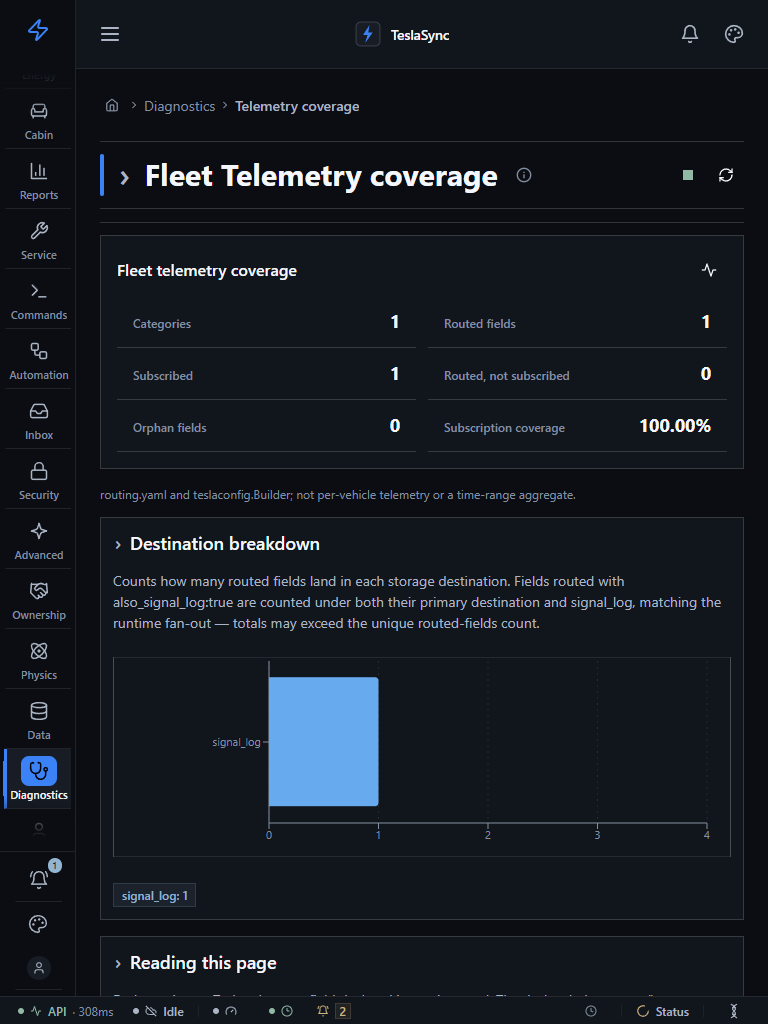 TeslaSync
Energy
Cabin
Reports
Service
Commands
Automation
Inbox
Security
Advanced
Ownership
Physics
Data
Diagnostics
1
Diagnostics
Telemetry coverage
Fleet Telemetry coverage
Fleet telemetry coverage
Categories 1
Routed fields 1
Subscribed 1
Routed, not subscribed 0
Orphan fields 0
Subscription coverage 100.00%
routing.yaml and teslaconfig.Builder; not per-vehicle telemetry or a time-range aggregate.
Destination breakdown
Counts how many routed fields land in each storage destination. Fields routed with
also_signal_log:true are counted under both their primary destination and signal_log, matching the
runtime fan-out — totals may exceed the unique routed-fields count.
signal_log
0 1 2 3 4
signal_log: 1
Reading this page
API · 308ms
Idle
2
Status